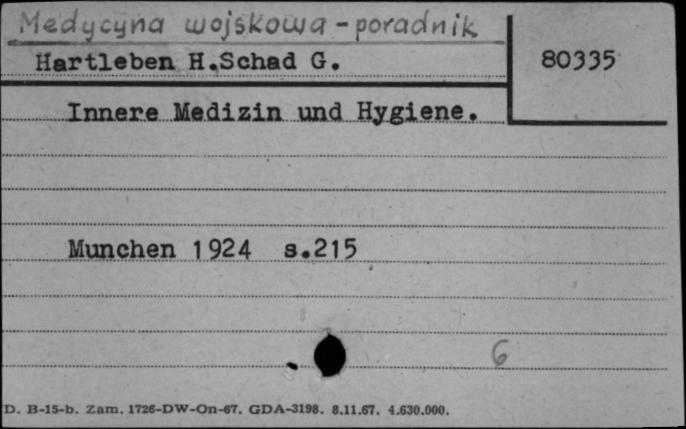 Medycyna wojskowa - poradnik
Hartleben H.Schad G.
80335
Innere Medizin und Hygiene.
Munchen 1924 s.215
6
D. B-15-b. Zam. 1726-DW-On-67. GDA-3198. 8.11.67. 4.630.000.